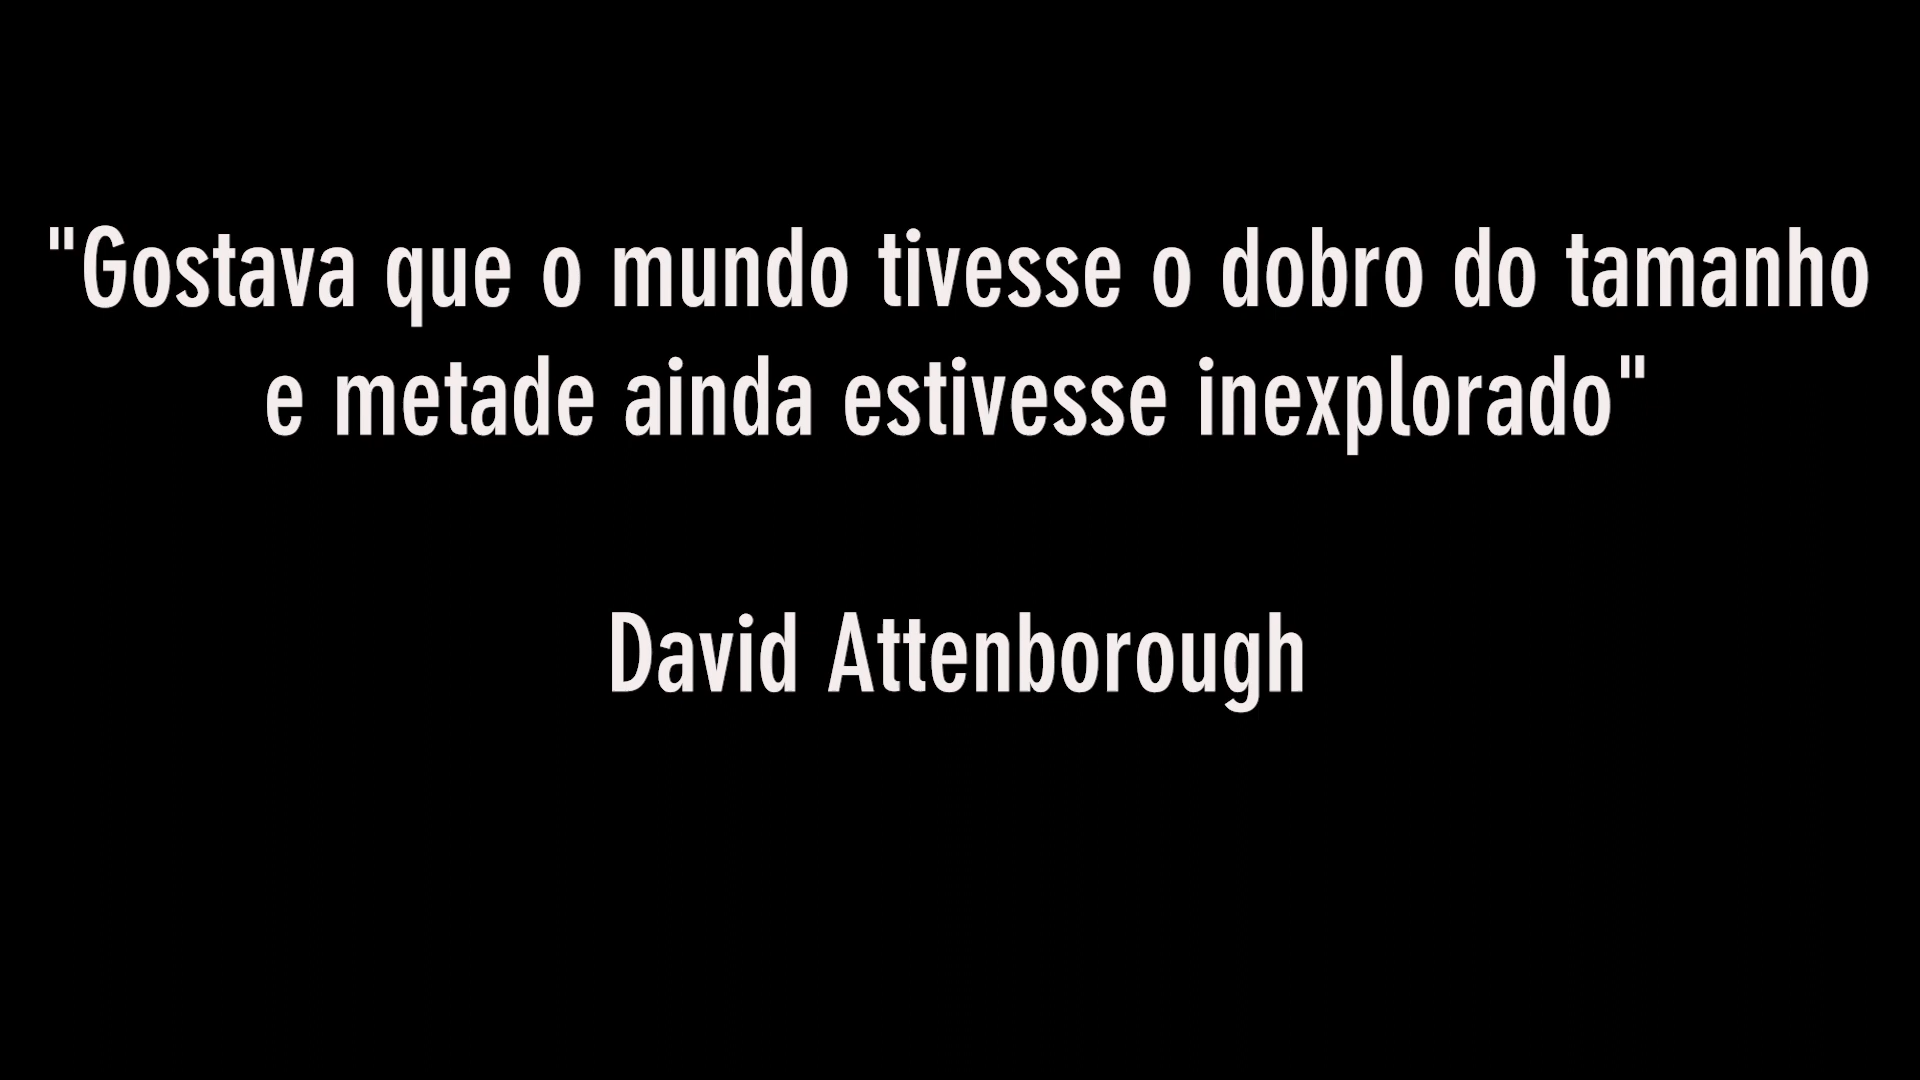 "Gostava que o mundo tivesse o dobro do tamanho
e metade ainda estivesse inexplorado"
David Attenborough